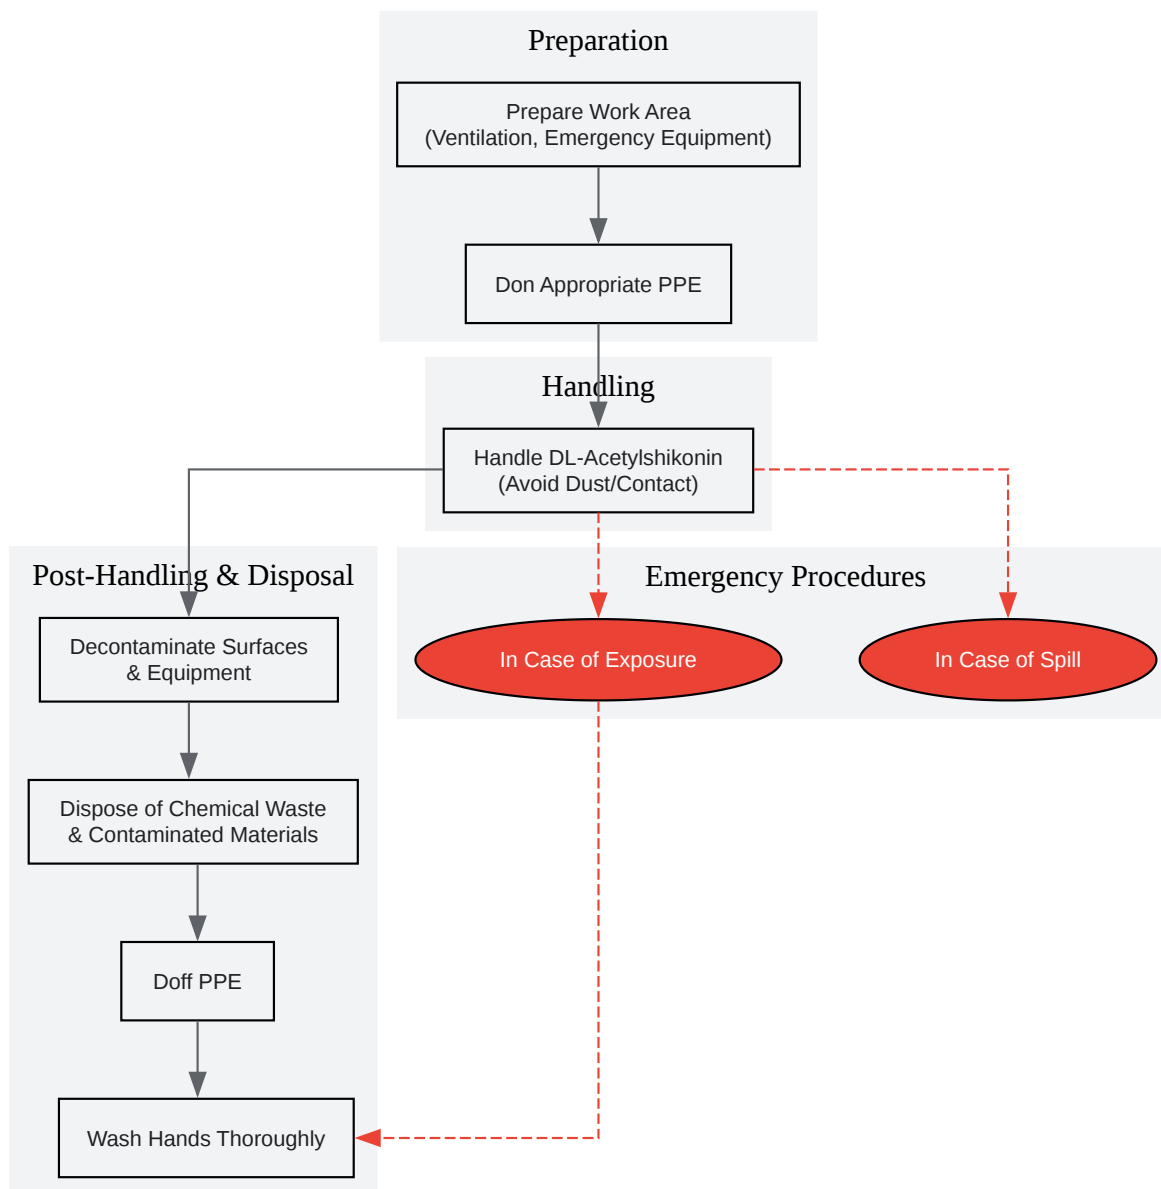 Preparation
Prepare Work Area
(Ventilation, Emergency Equipment)
Don Appropriate PPE
Handling
Handle DL-Acetylshikonin
(Avoid Dust/Contact)
Post-Handling & Disposal
Decontaminate Surfaces
& Equipment
Dispose of Chemical Waste
& Contaminated Materials
Doff PPE
Wash Hands Thoroughly
Emergency Procedures
In Case of Exposure
In Case of Spill